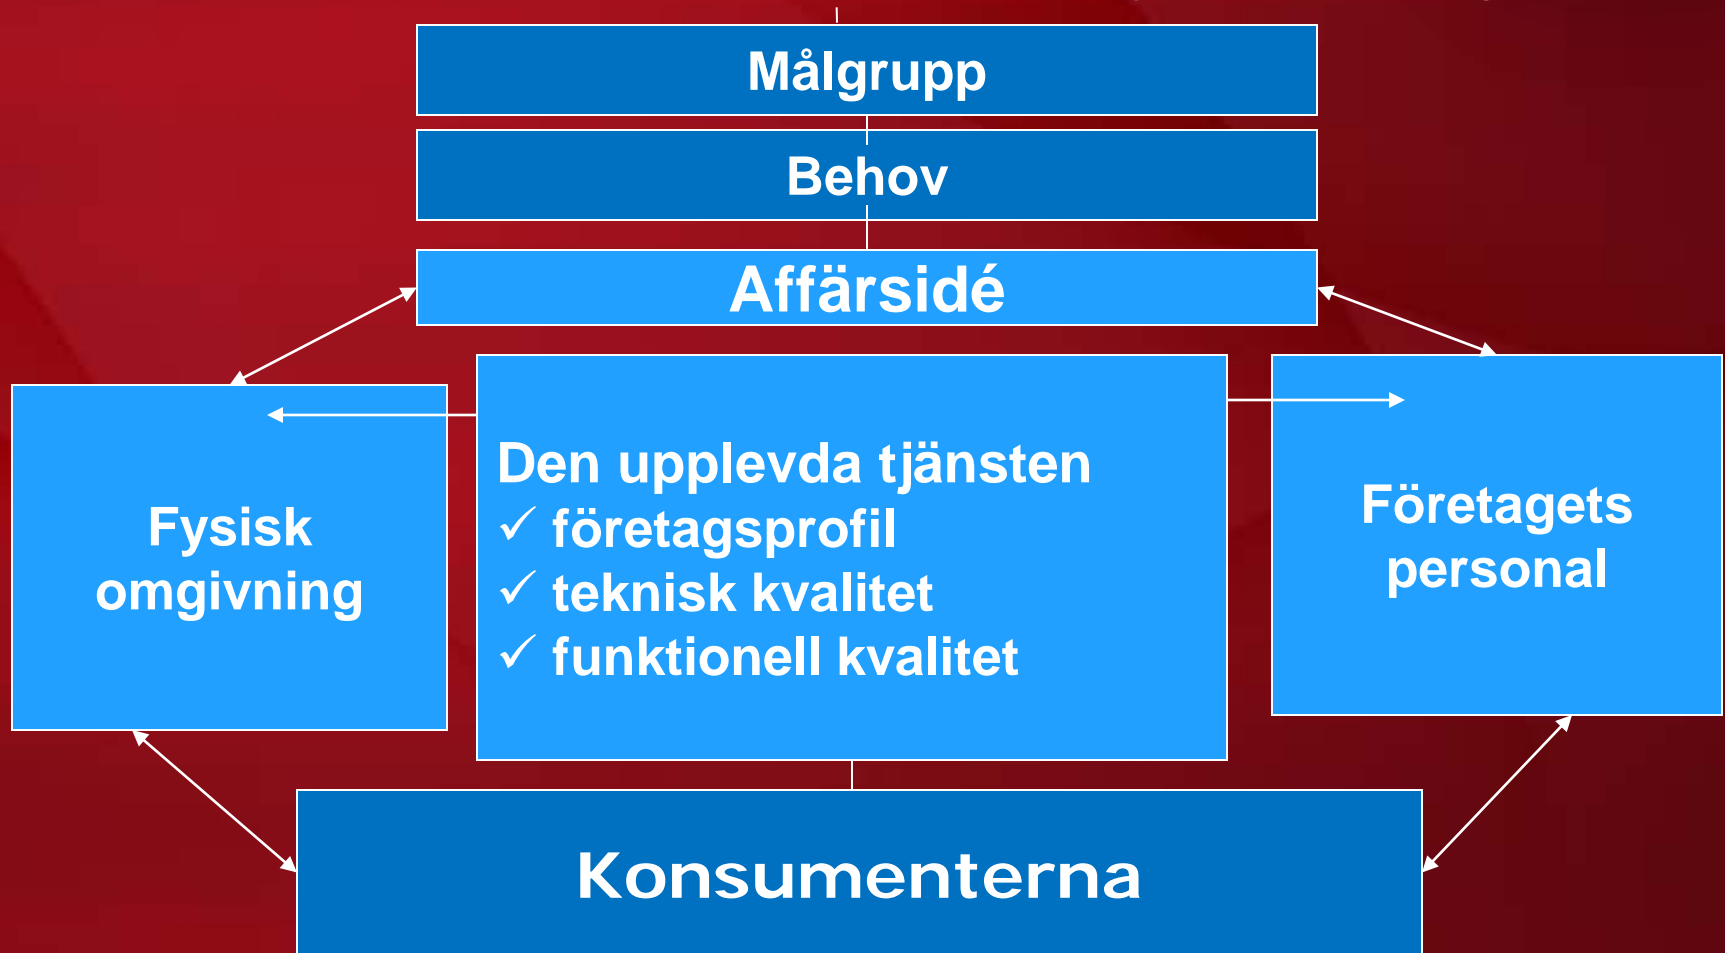 Målgrupp
Behov
Affärsidé
Fysisk
omgivning
Den upplevda tjänsten
✓ företagsprofil
✓ teknisk kvalitet
✓ funktionell kvalitet
Företagets
personal
Konsumenterna